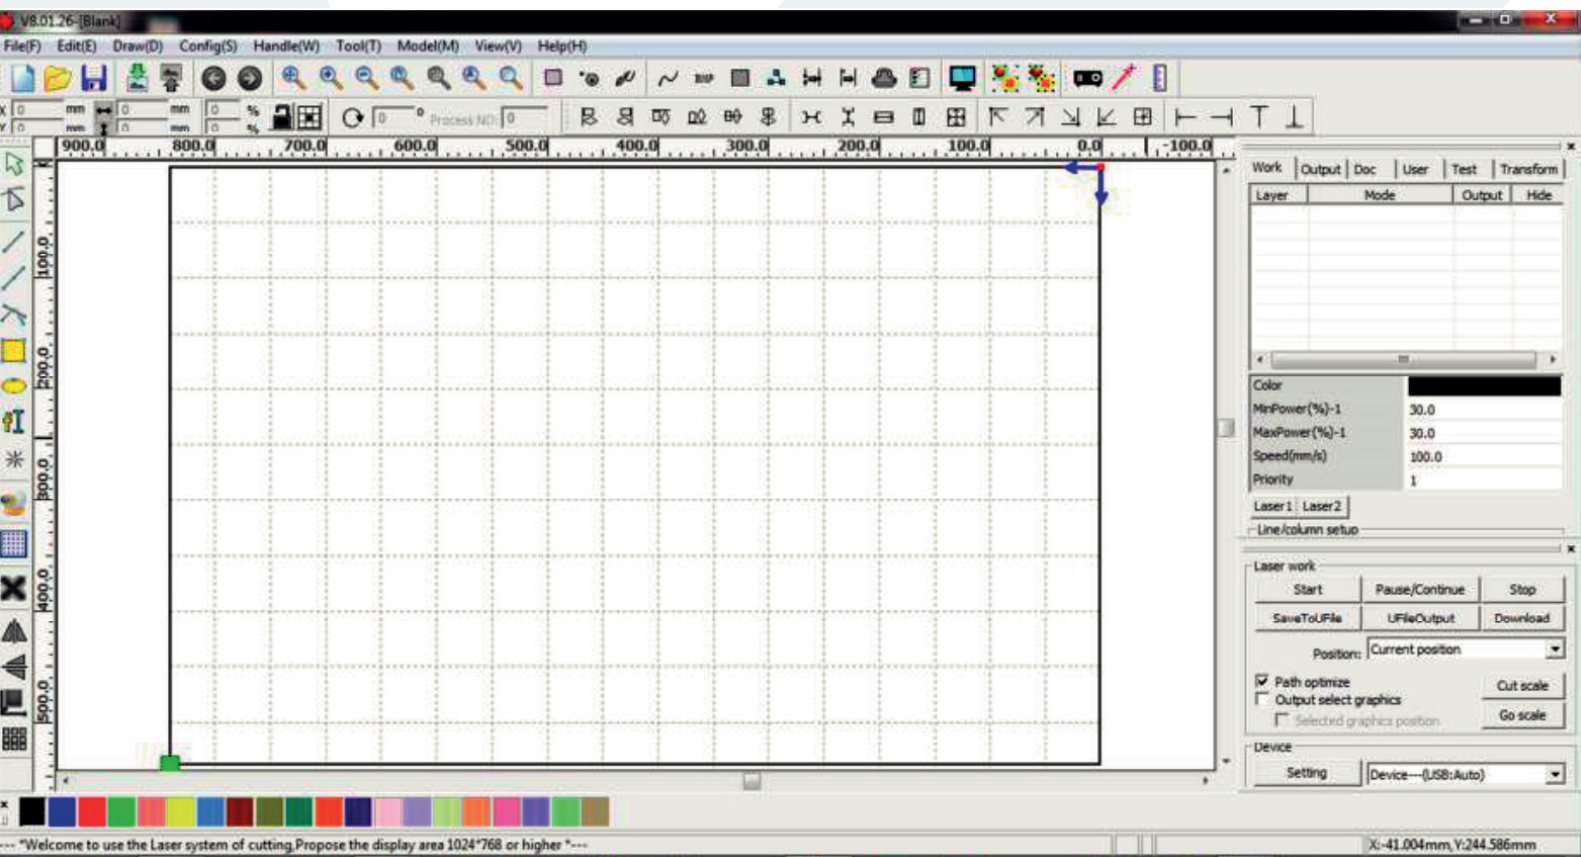 V8.01.26-[Blank]
File(F) Edit(E) Draw(D) Config(S) Handle(W) Tool(T) Model(M) View(V) Help(H)
BMP
X 0 mm 0 mm 0 %
Y 0 mm 0 mm 0 %
0 ° Process NO: 0
900.0 800.0 700.0 600.0 500.0 400.0 300.0 200.0 100.0 0.0 -100.0
100.0
200.0
300.0
400.0
500.0
Work Output Doc User Test Transform
Layer Mode Output Hide
Color
MinPower(%)-1 30.0
MaxPower(%)-1 30.0
Speed(mm/s) 100.0
Priority 1
Laser1 Laser2
Line/column setup
Laser work
Start Pause/Continue Stop
SaveToUFile UFileOutput Download
Position: Current position
Path optimize
Cut scale
Output select graphics
Selected graphics position
Go scale
Device
Setting Device---(USB:Auto)
--- *Welcome to use the Laser system of cutting,Propose the display area 1024*768 or higher *---
X:-41.004mm,Y:244.586mm